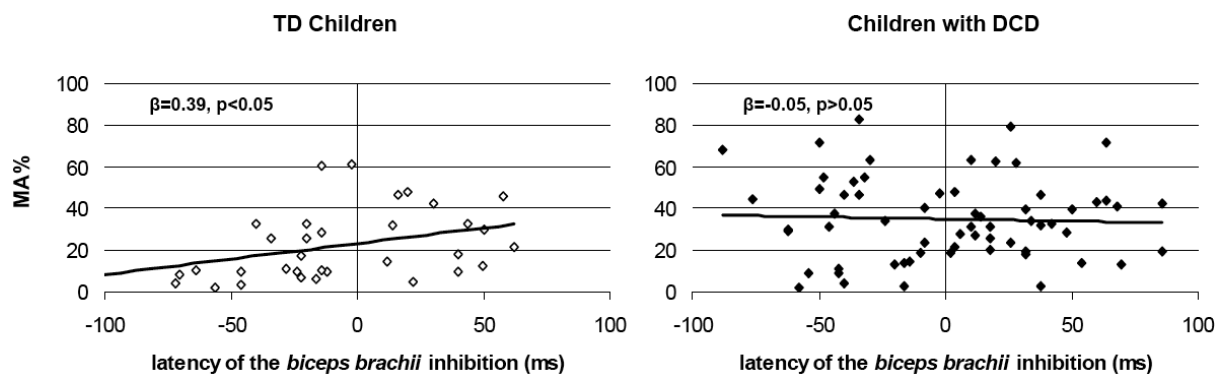 TD Children
Children with DCD
MA%
100
80
60
40
20
0
β=0.39, p<0.05
-100 -50 0 50 100
latency of the biceps brachii inhibition (ms)
100
80
60
40
20
0
β=-0.05, p>0.05
-100 -50 0 50 100
latency of the biceps brachii inhibition (ms)